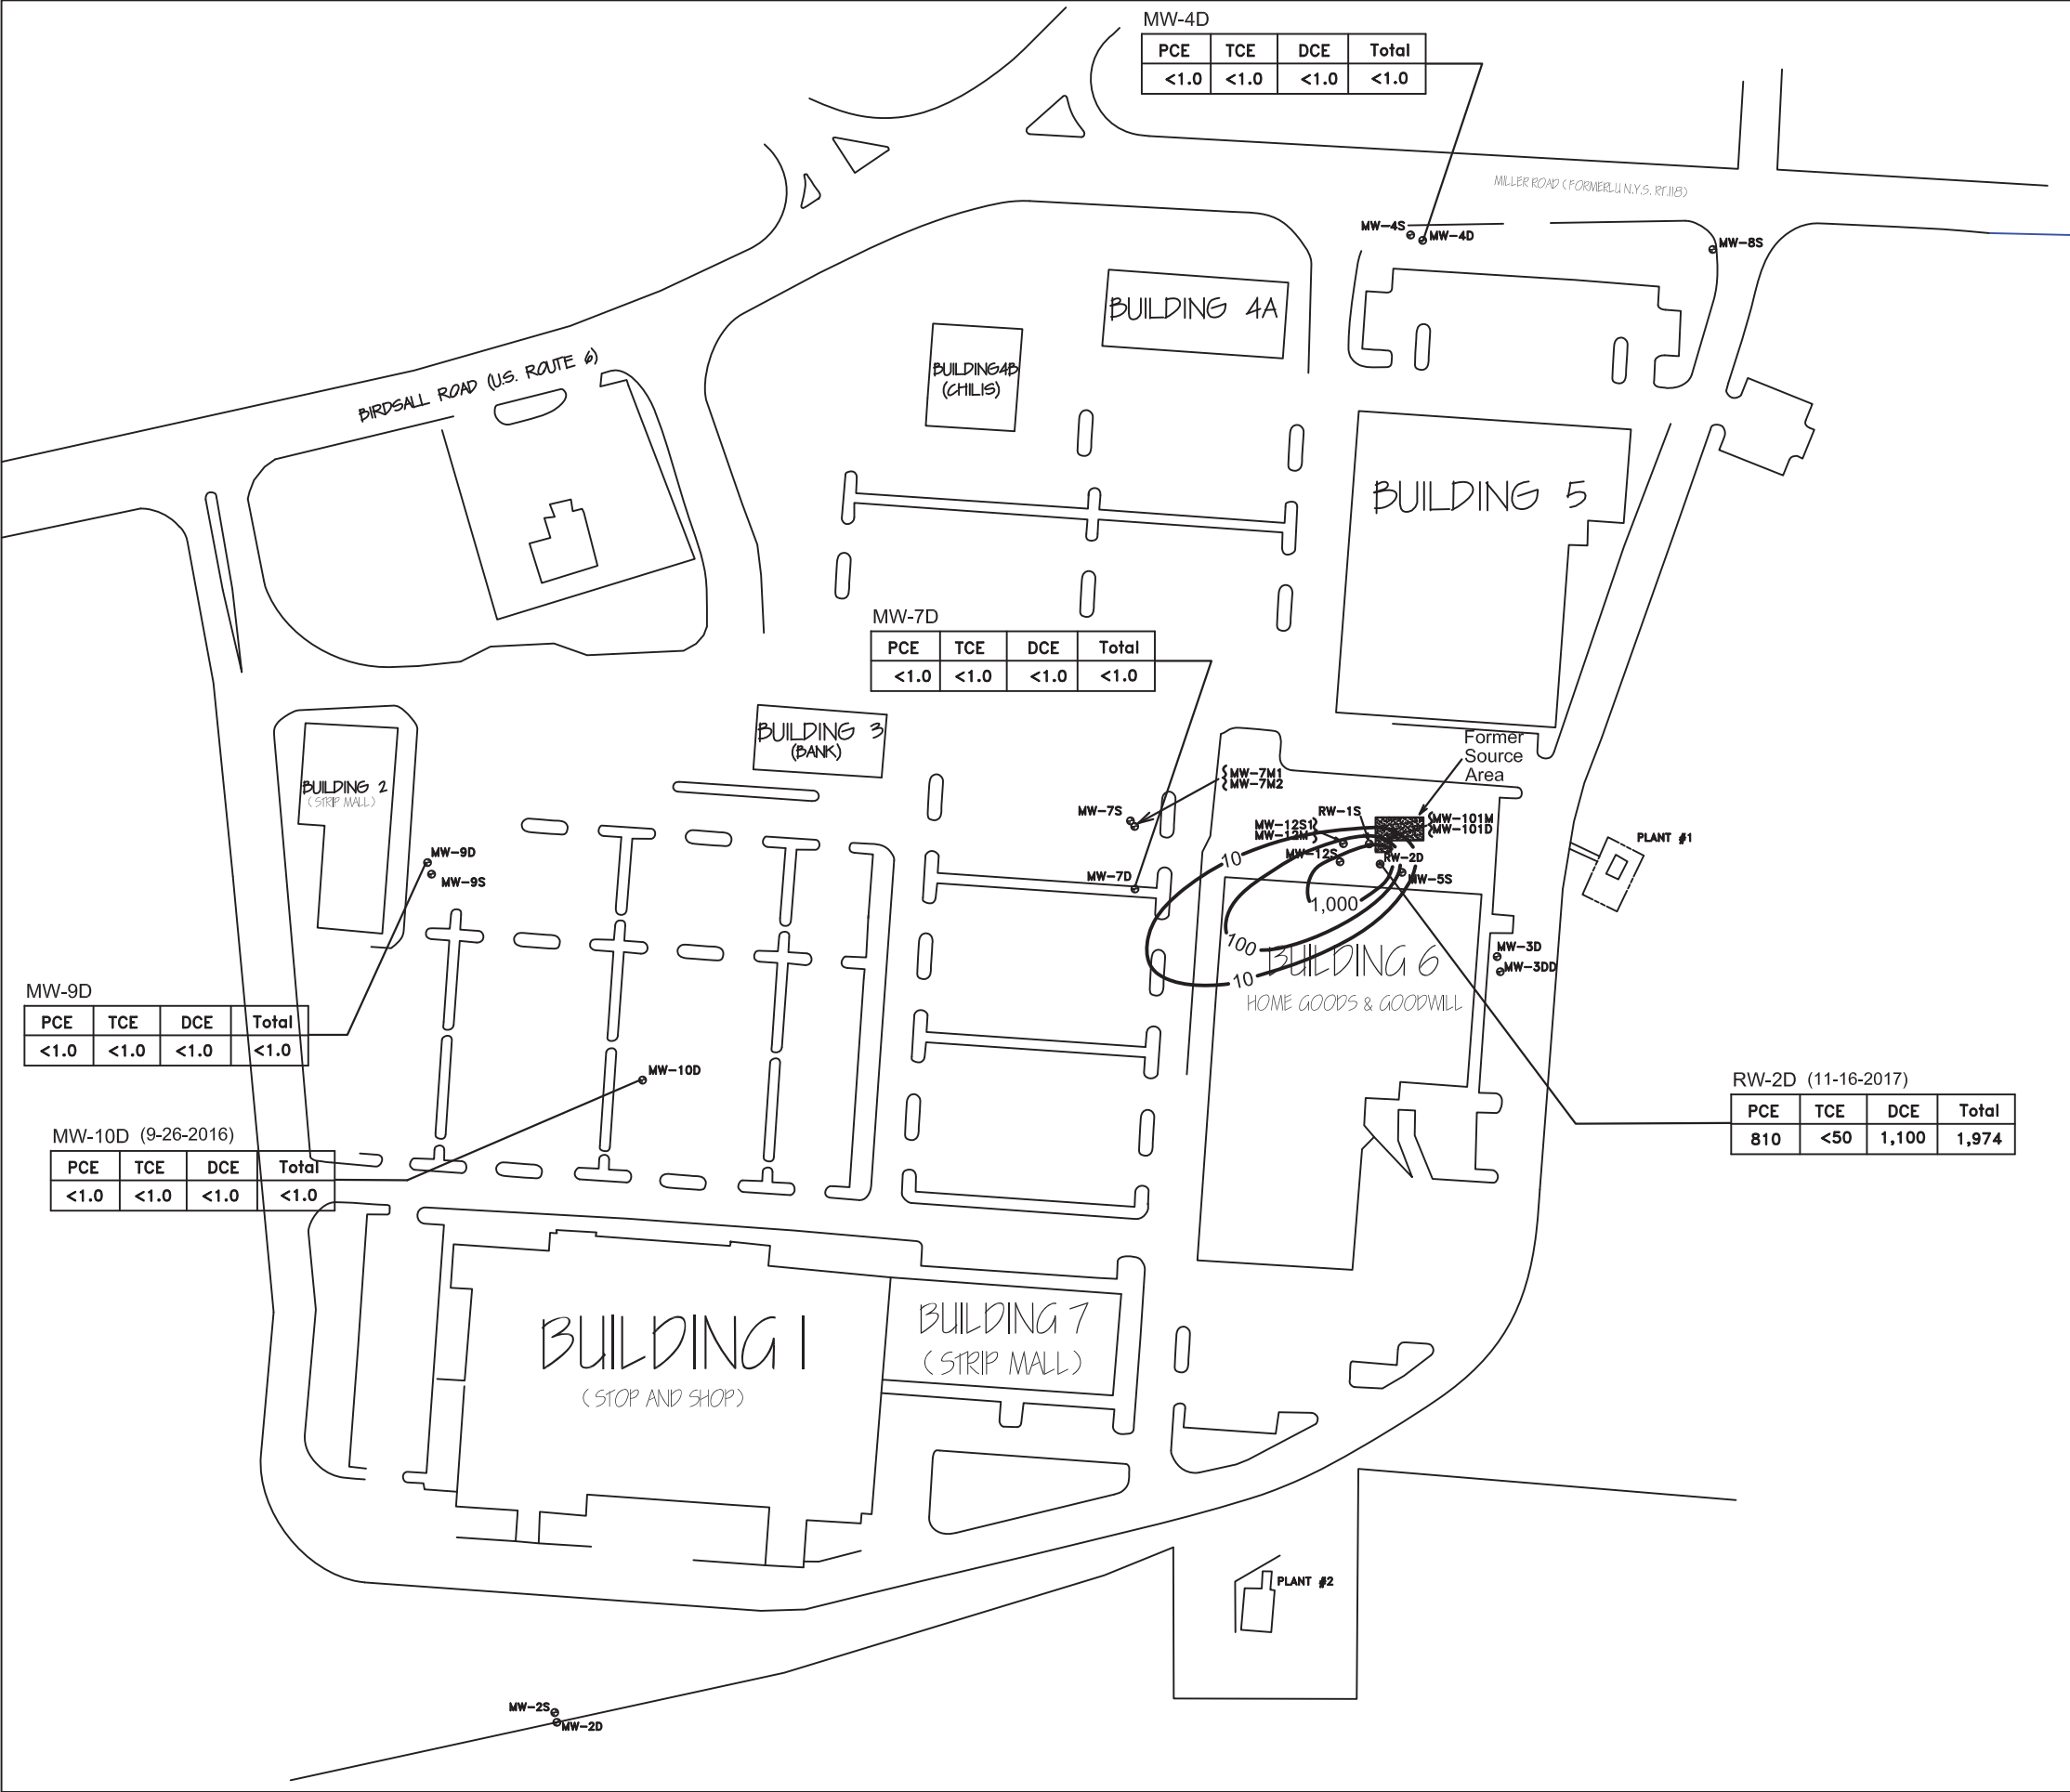 MW-4D
PCE TCE DCE Total
<1.0 <1.0 <1.0 <1.0
MILLER ROAD (FORMERLU N.Y.S. RT.118)
MW-4S
MW-4D
MW-8S
BUILDING 4A
BUILDING4B
(CHILIS)
BIRDSALL ROAD (U.S. ROUTE 6)
BUILDING 5
MW-7D
PCE TCE DCE Total
<1.0 <1.0 <1.0 <1.0
BUILDING 3
(BANK)
Former
Source
Area
BUILDING 2
(STRIP MALL)
MW-7M1
MW-7M2
MW-7S
RW-1S
MW-101M
MW-101D
MW-12S1
MW-12M
MW-12S
RW-2D
MW-5S
PLANT #1
MW-9D
MW-9S
MW-7D
10
1,000
100
10
BUILDING 6
HOME GOODS & GOODWILL
MW-3D
MW-3DD
MW-9D
PCE TCE DCE Total
<1.0 <1.0 <1.0 <1.0
MW-10D
RW-2D (11-16-2017)
PCE TCE DCE Total
810 <50 1,100 1,974
MW-10D (9-26-2016)
PCE TCE DCE Total
<1.0 <1.0 <1.0 <1.0
BUILDING 1
(STOP AND SHOP)
BUILDING 7
(STRIP MALL)
PLANT #2
MW-2S
MW-2D